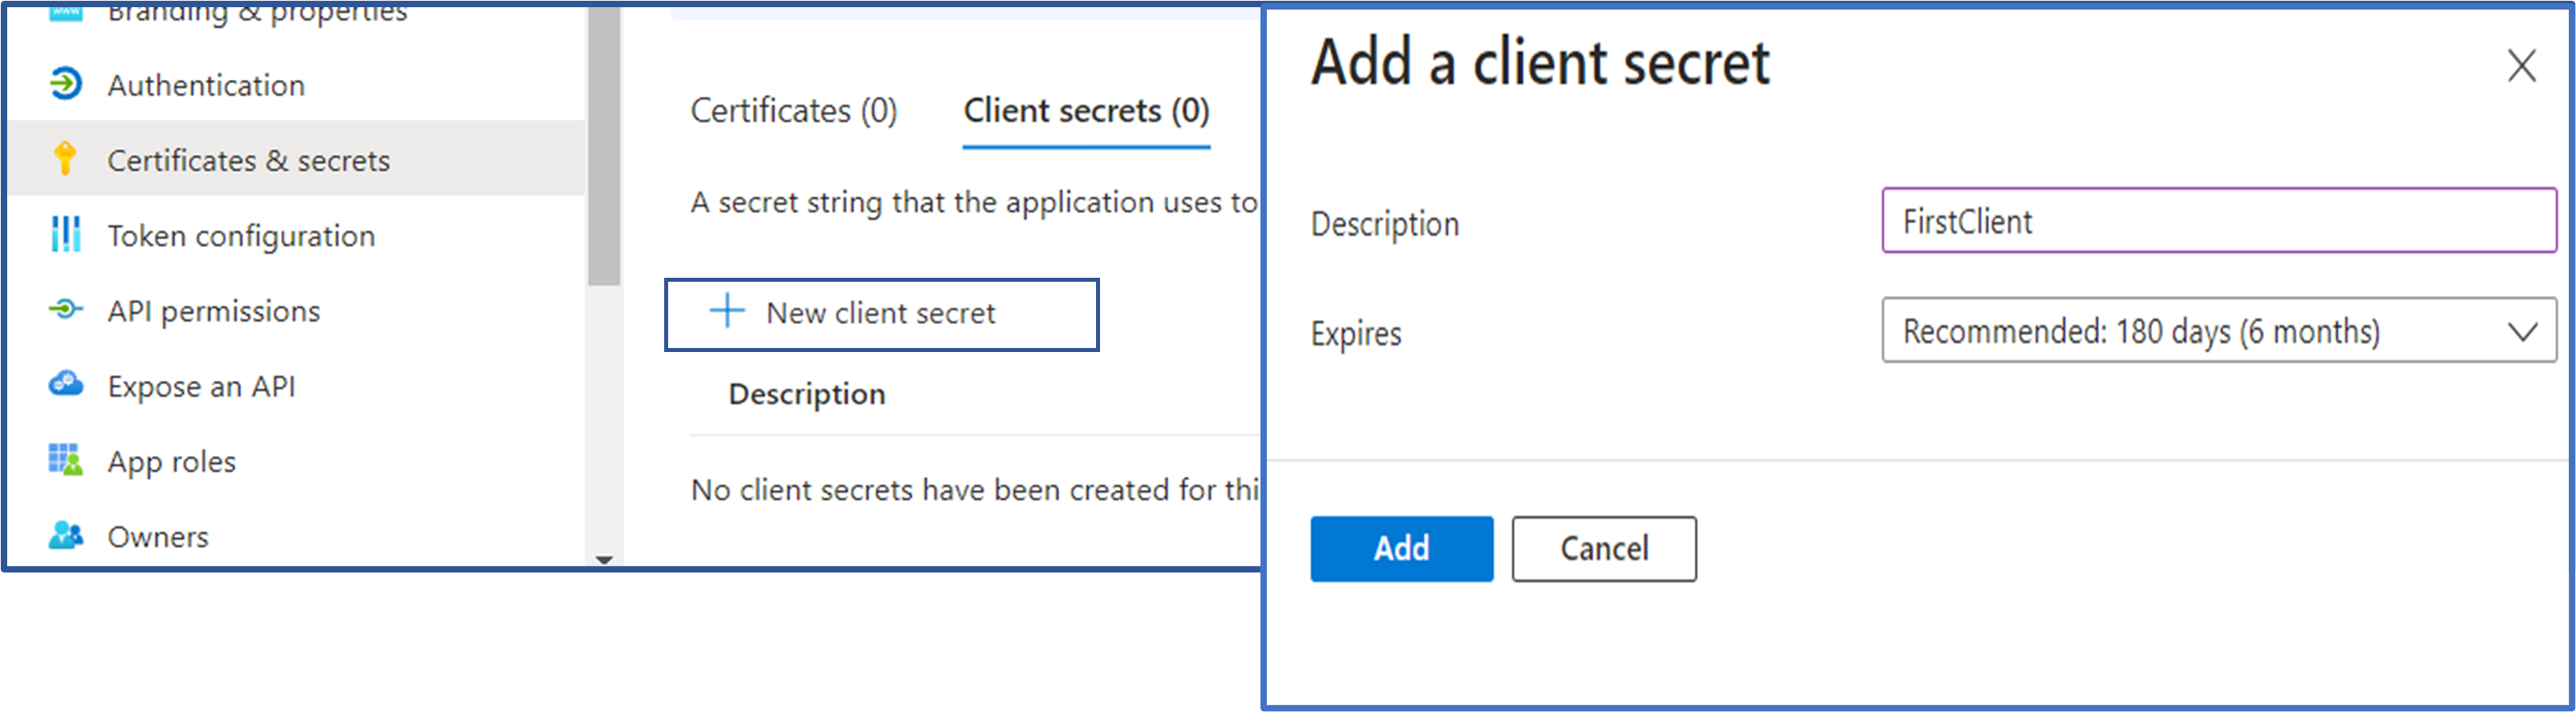 Branding & properties
Authentication
Certificates & secrets
Token configuration
API permissions
Expose an API
App roles
Owners
Certificates (0) Client secrets (0)
A secret string that the application uses to
New client secret
Description
No client secrets have been created for thi
Add a client secret
Description FirstClient
Expires Recommended: 180 days (6 months)
Add Cancel